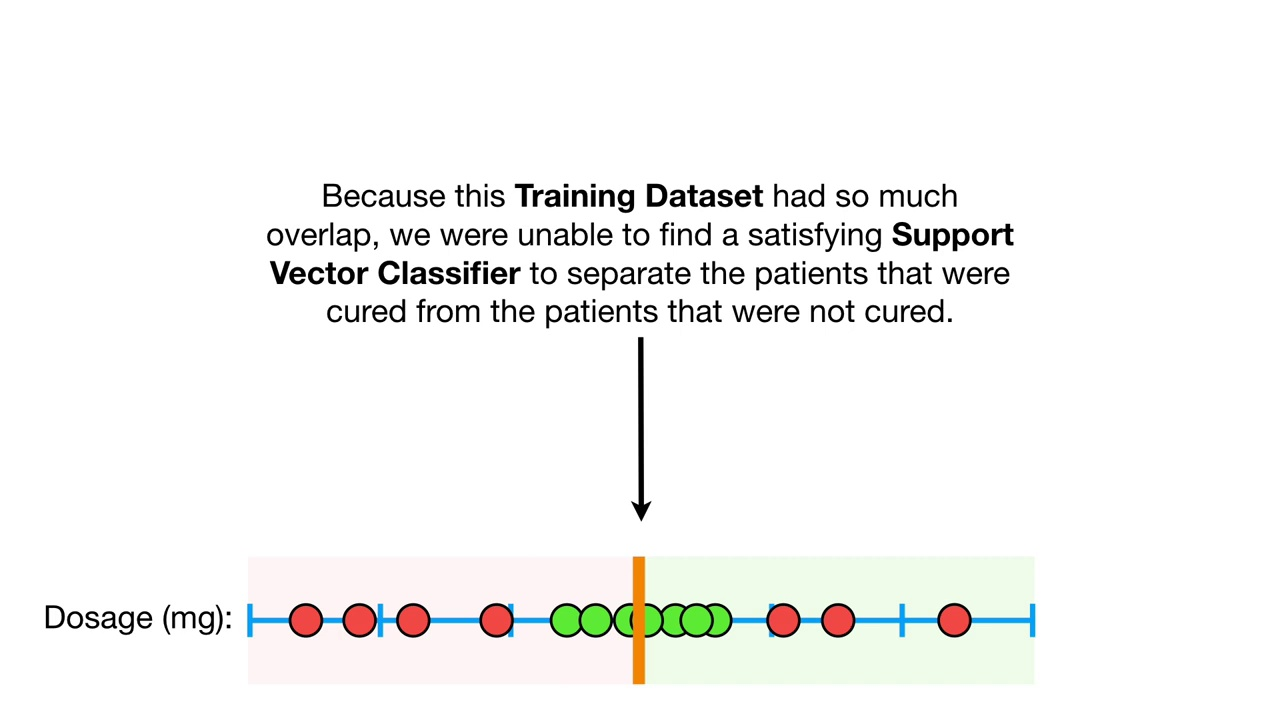 Because this Training Dataset had so much
overlap, we were unable to find a satisfying Support
Vector Classifier to separate the patients that were
cured from the patients that were not cured.
Dosage (mg):